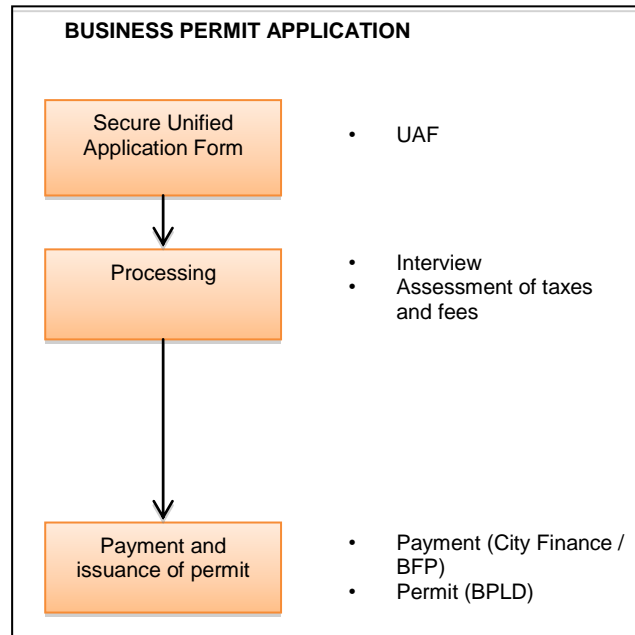 BUSINESS PERMIT APPLICATION
Secure Unified
Application Form
• UAF
Processing
• Interview
• Assessment of taxes
and fees
Payment and
issuance of permit
• Payment (City Finance /
BFP)
• Permit (BPLD)